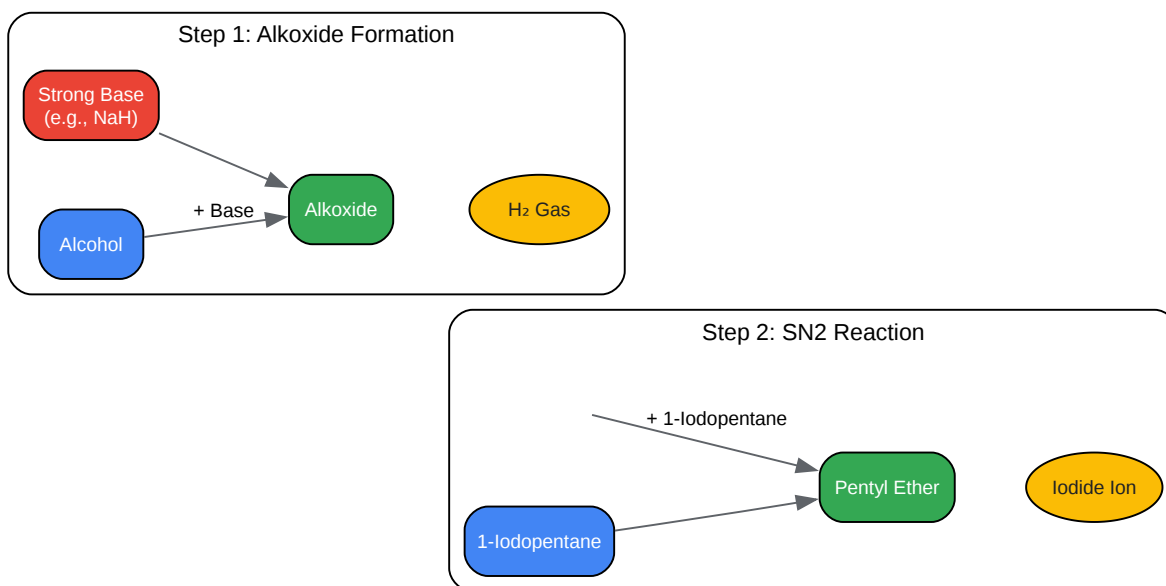 Step 1: Alkoxide Formation
Strong Base
(e.g., NaH)
+ Base
Alkoxide
H₂ Gas
Alcohol
Step 2: SN2 Reaction
+ 1-Iodopentane
Pentyl Ether
Iodide Ion
1-Iodopentane